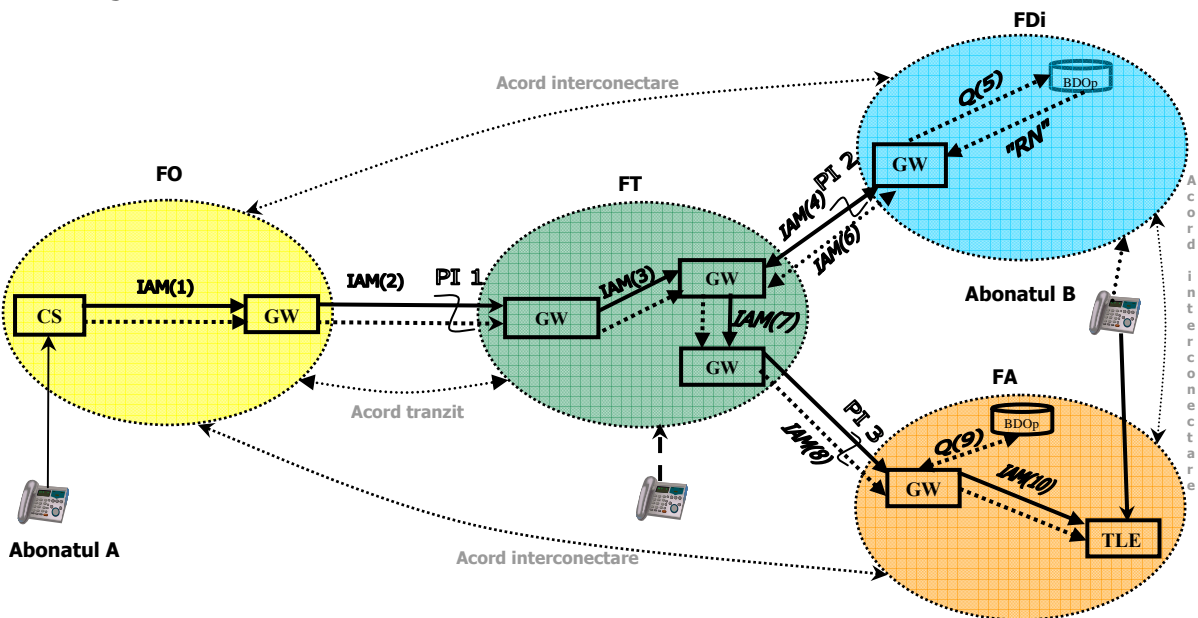 FDi
Acord interconectare
Q(5)
BDOp
"RN"
GW
PI 2
FO
FT
IAM(4)
IAM(6)
Acord interconectare
IAM(1)
IAM(2)
PI 1
IAM(3)
GW
Abonatul B
CS
GW
GW
IAM(7)
GW
FA
Acord tranzit
PI 3
BDOp
IAM(8)
Q(9)
GW
IAM(10)
TLE
Abonatul A
Acord interconectare